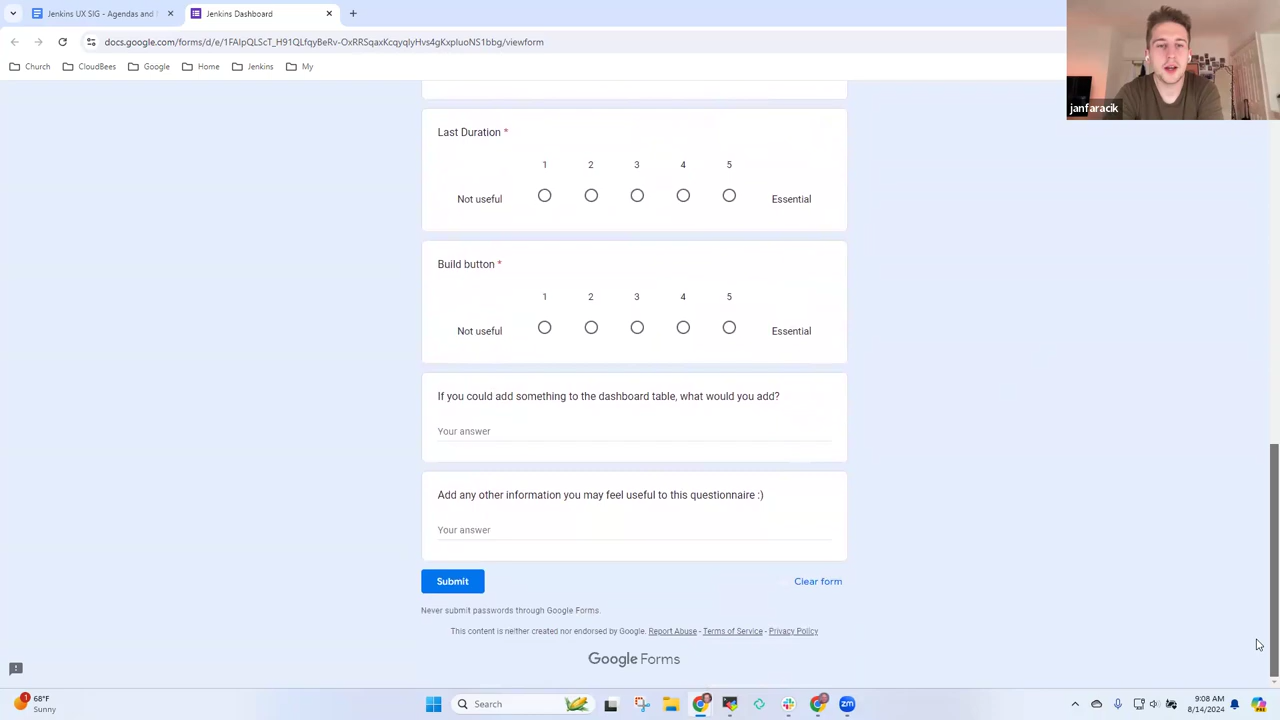 Jenkins UX SIG - Agendas and
Jenkins Dashboard
docs.google.com/forms/d/e/1FAIpQLScT_H91QLfqyBeRv-OxRRSqaxKcqyqlyHvs4gKxpluoNS1bbg/viewform
Church
CloudBees
Google
Home
Jenkins
My
janfaracik
Last Duration *
1 2 3 4 5
Not useful Essential
Build button *
1 2 3 4 5
Not useful Essential
If you could add something to the dashboard table, what would you add?
Your answer
Add any other information you may feel useful to this questionnaire :)
Your answer
Submit
Clear form
Never submit passwords through Google Forms.
This content is neither created nor endorsed by Google. Report Abuse - Terms of Service - Privacy Policy
Google Forms
1
68°F
Sunny
Search
zm
9:08 AM
8/14/2024